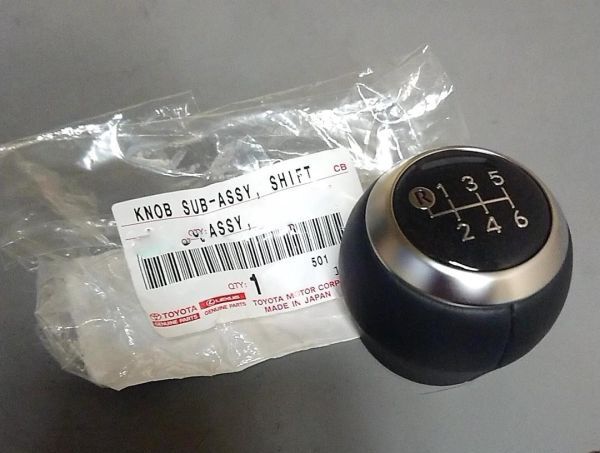 KNOB SUB-ASSY, SHIFT
CB
ASSY,
501
QTY:
1
TOYOTA
GENUINE PARTS
LEXUS
GENUINE PARTS
TOYOTA MOTOR CORP
MADE IN JAPAN
R 1 3 5
2 4 6